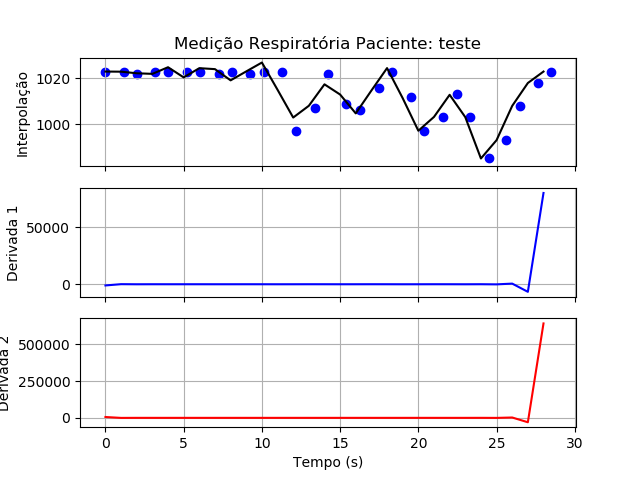 Medição Respiratória Paciente: teste
Interpolação
1020
1000
Derivada 1
50000
0
Derivada 2
500000
250000
0
0 5 10 15 20 25 30
Tempo (s)